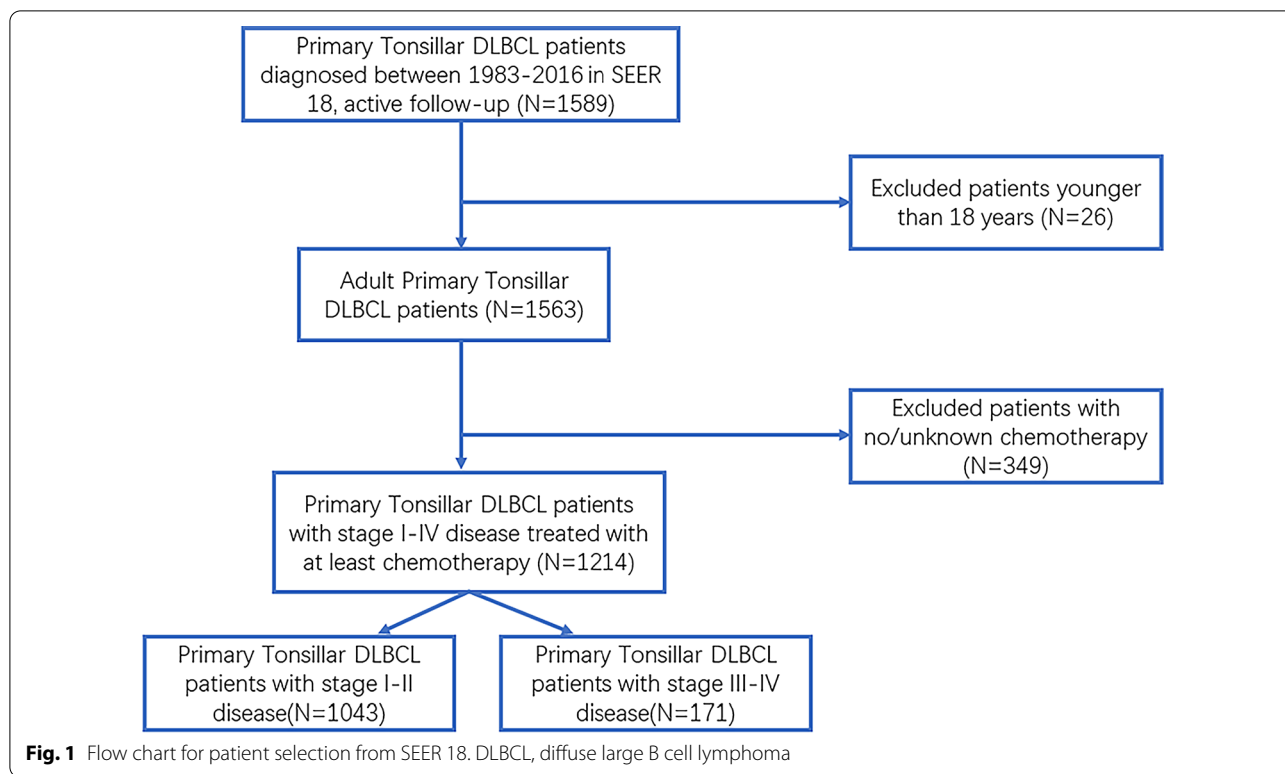 Primary Tonsillar DLBCL patients
diagnosed between 1983-2016 in SEER
18, active follow-up (N=1589)
Excluded patients younger
than 18 years (N=26)
Adult Primary Tonsillar
DLBCL patients (N=1563)
Excluded patients with
no/unknown chemotherapy
(N=349)
Primary Tonsillar DLBCL patients
with stage I-IV disease treated with
at least chemotherapy (N=1214)
Primary Tonsillar DLBCL
patients with stage I-II
disease(N=1043)
Primary Tonsillar DLBCL
patients with stage III-IV
disease(N=171)
Fig. 1 Flow chart for patient selection from SEER 18. DLBCL, diffuse large B cell lymphoma